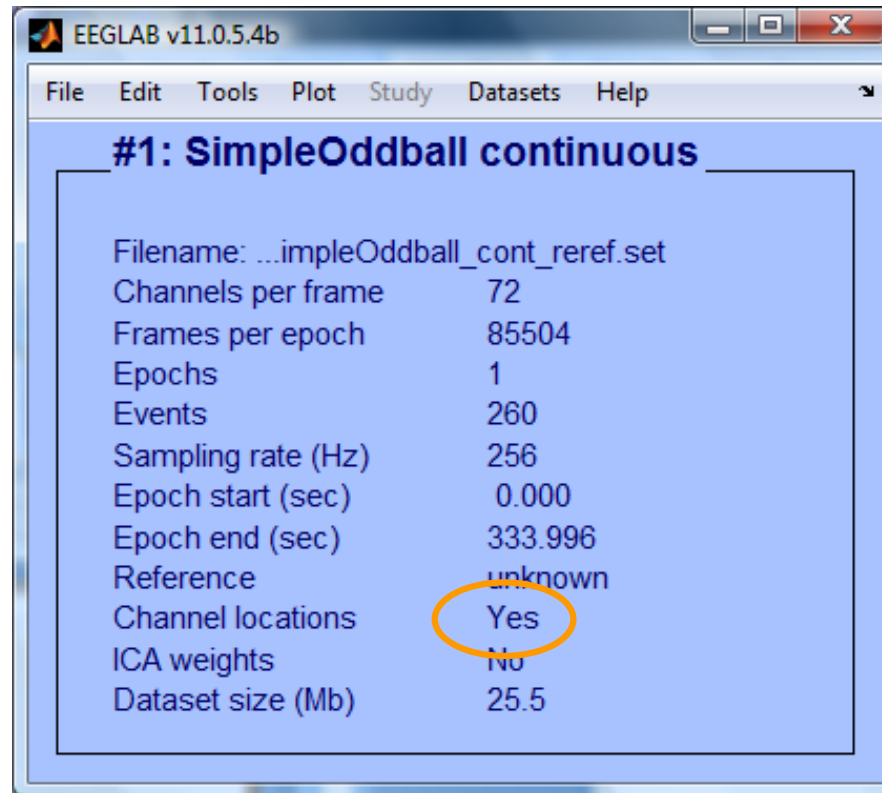 EEGLAB v11.0.5.4b
File Edit Tools Plot Study Datasets Help
#1: SimpleOddball continuous
Filename: ...impleOddball_cont_reref.set
Channels per frame 72
Frames per epoch 85504
Epochs 1
Events 260
Sampling rate (Hz) 256
Epoch start (sec) 0.000
Epoch end (sec) 333.996
Reference unknown
Channel locations Yes
ICA weights No
Dataset size (Mb) 25.5